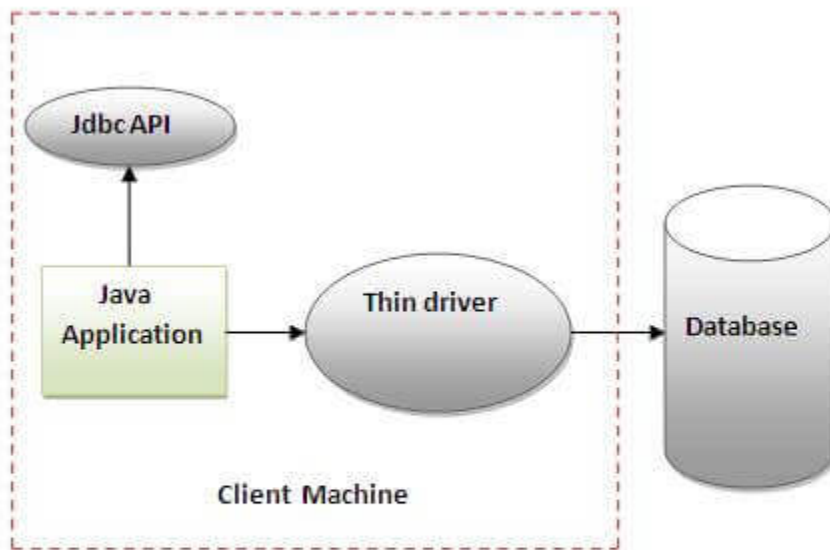 Jdbc API
Java
Application
Thin driver
Database
Client Machine